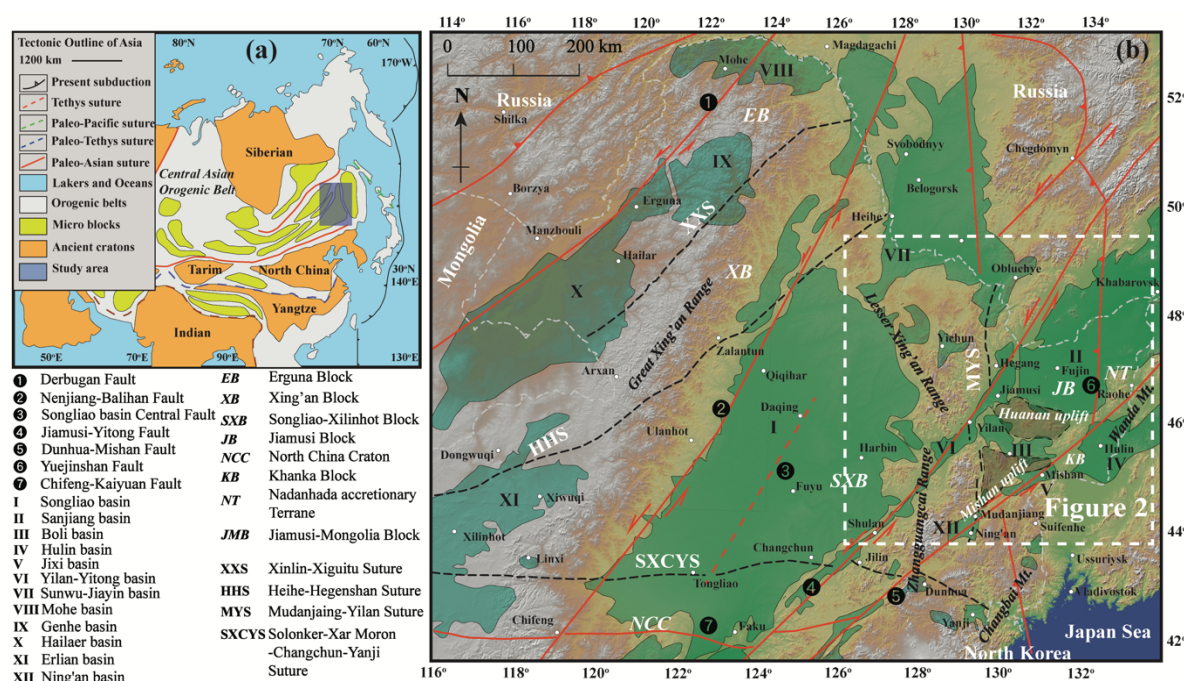 Tectonic Outline of Asia
1200 km
Present subduction
Tethys suture
Paleo-Pacific suture
Paleo-Tethys suture
Paleo-Asian suture
Lakers and Oceans
Orogenic belts
Micro blocks
Ancient cratons
Study area
80°N
(a)
70°N
60°N
170°W
Siberian
Central Asian
Orogenic Belt
Tarim
North China
30°N
140°E
Yangtze
Indian
50°E
70°E
90°E
110°E
130°E
❶ Derbugan Fault
❷ Nenjiang-Balihan Fault
❸ Songliao basin Central Fault
❹ Jiamusi-Yitong Fault
❺ Dunhua-Mishan Fault
❻ Yuejinshan Fault
❼ Chifeng-Kaiyuan Fault
I Songliao basin
II Sanjiang basin
III Boli basin
IV Hulin basin
V Jixi basin
VI Yilan-Yitong basin
VII Sunwu-Jiayin basin
VIII Mohe basin
IX Genhe basin
X Hailaer basin
XI Erlian basin
XII Ning'an basin
EB Erguna Block
XB Xing'an Block
SXB Songliao-Xilinhot Block
JB Jiamusi Block
NCC North China Craton
KB Khanka Block
NT Nadanhada accretionary
Terrane
JMB Jiamusi-Mongolia Block
XXS Xinlin-Xiguitu Suture
HHS Heihe-Hegenshan Suture
MYS Mudanjaing-Yilan Suture
SXCYS Solonker-Xar Moron
-Changchun-Yanji
Suture
114° 116° 118° 120° 122° 124° 126° 128° 130° 132° 134°
0 100 200 km
(b)
N
Magdagachi
Mohe
VIII
Russia
Russia
52°
❶
EB
Shilka
Svobodnyy
Chegdomyn
IX
Belogorsk
Borzya
Erguna
XXS
Heihe
50°
Manzhouli
Mongolia
Hailar
XB
VII
Obluchye
Khabarovsk
X
Great Xing'an Range
Lesser Xing'an Range
48°
Zalantun
Yichun
MYS
Hegang
II
Fujin
Arxan
Qiqihar
JB
❻
NT
Jiamusi
Raohe
❷
Daqing
I
Huanan uplift
Wanda Mt.
46°
HHS
Ulanhot
Yilan
Dongwuqi
Harbin
VI
III
KB
Hulin
IV
❸
SXB
Mishan
Mishan uplift
V
XI
Xiwuqi
Fuyu
Figure 2
Zhangguangcai Range
Mudanjiang
44°
Xilinhot
Shulan
XII
Ning'an
Suifenhe
Linxi
Changchun
Jilin
Ussuriysk
SXCYS
Tongliao
❹
❺
Dunhua
Changbai Mt.
Vladivostok
Chifeng
NCC
❼
Faku
Yanji
Japan Sea
42°
North Korea
116° 118° 120° 122° 124° 126° 128° 130° 132°